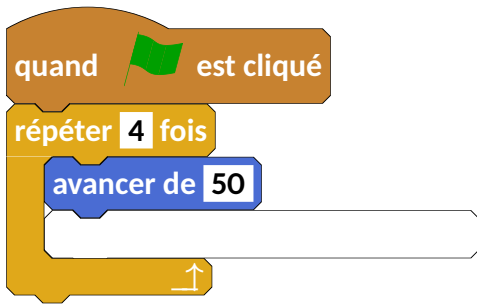 quand est cliqué
répéter 4 fois
avancer de 50